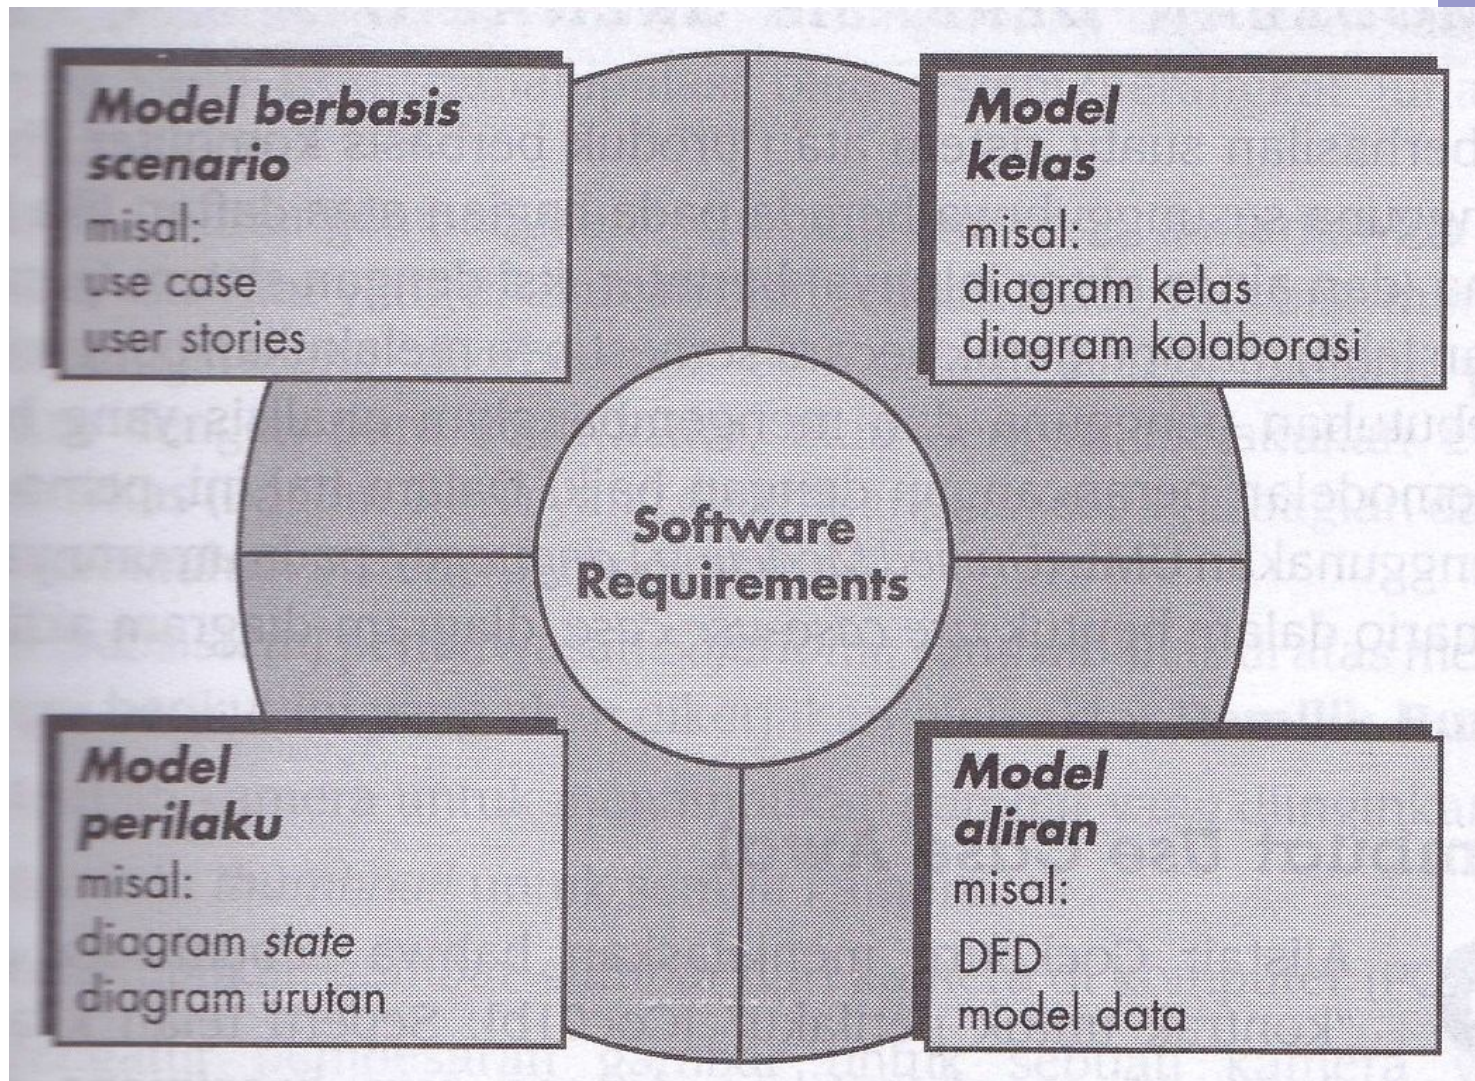 Model berbasis
scenario
misal:
use case
user stories
Model
kelas
misal:
diagram kelas
diagram kolaborasi
Software
Requirements
Model
perilaku
misal:
diagram state
diagram urutan
Model
aliran
misal:
DFD
model data